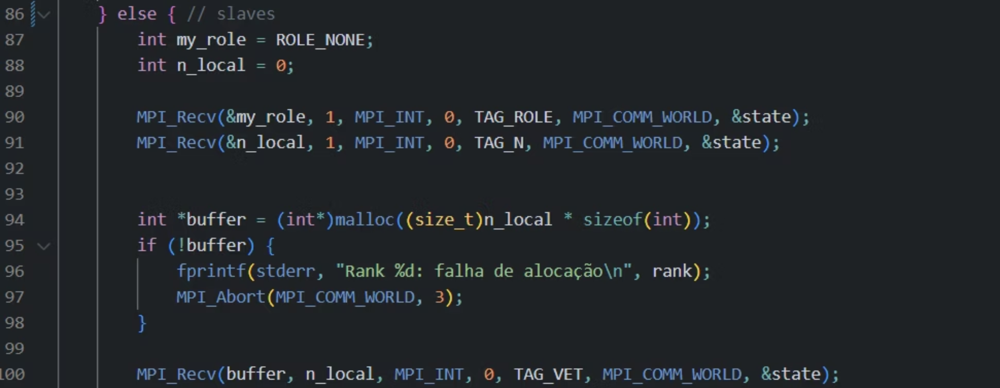 86 } else { // slaves
87 int my_role = ROLE_NONE;
88 int n_local = 0;
89
90 MPI_Recv(&my_role, 1, MPI_INT, 0, TAG_ROLE, MPI_COMM_WORLD, &state);
91 MPI_Recv(&n_local, 1, MPI_INT, 0, TAG_N, MPI_COMM_WORLD, &state);
92
93
94 int *buffer = (int*)malloc((size_t)n_local * sizeof(int));
95 if (!buffer) {
96 fprintf(stderr, "Rank %d: falha de alocação\n", rank);
97 MPI_Abort(MPI_COMM_WORLD, 3);
98 }
99
100 MPI_Recv(buffer, n_local, MPI_INT, 0, TAG_VET, MPI_COMM_WORLD, &state);